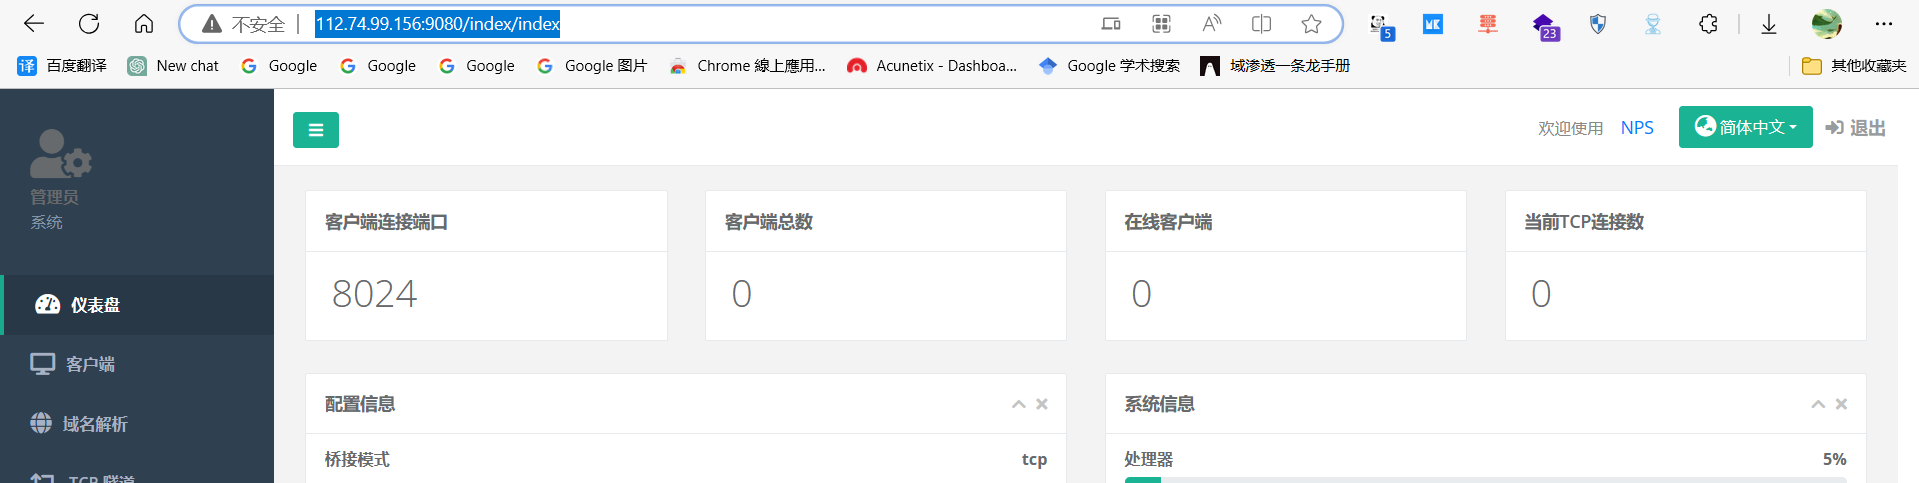 不安全 112.74.99.156:9080/index/index
5 23
百度翻译 New chat Google Google Google Google 图片 Chrome 線上應用... Acunetix - Dashboa... Google 学术搜索 域渗透一条龙手册 其他收藏夹
欢迎使用 NPS 简体中文 退出
管理员
系统
客户端连接端口 客户端总数 在线客户端 当前TCP连接数
8024 0 0 0
仪表盘
客户端
域名解析
TCP 隧道
配置信息 系统信息
桥接模式 tcp 处理器 5%